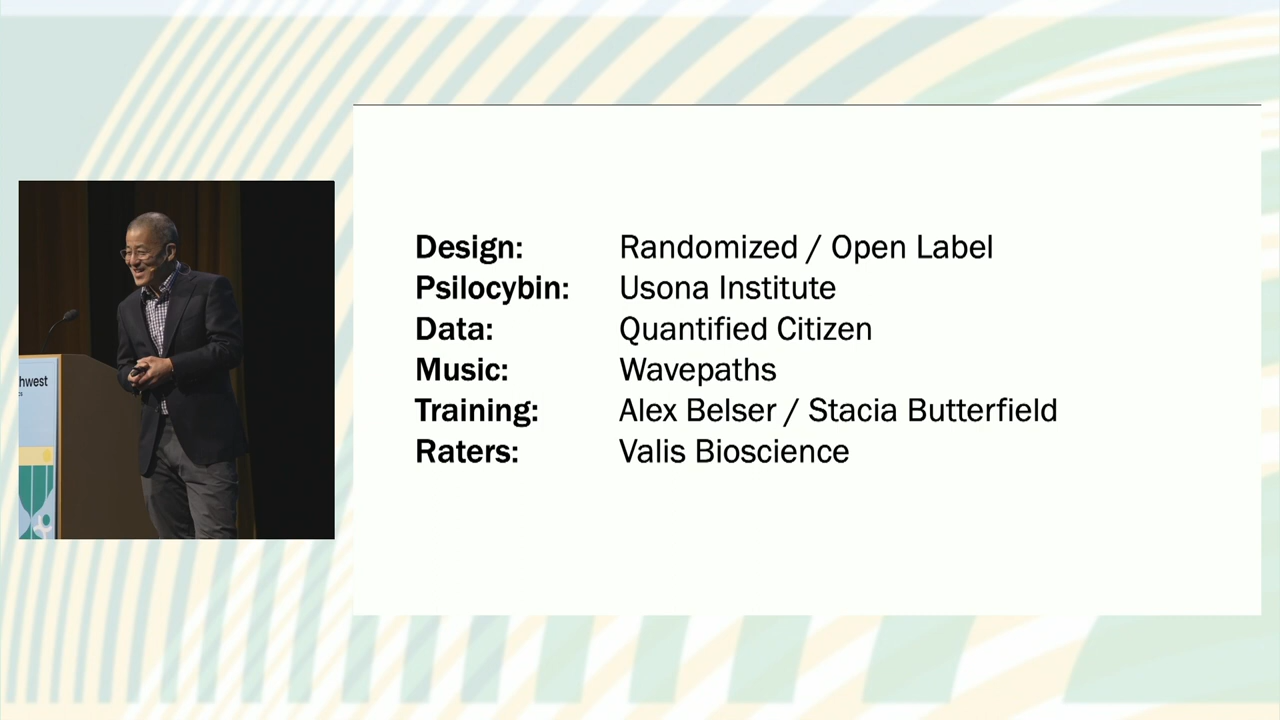 Design: Randomized / Open Label
Psilocybin: Usona Institute
Data: Quantified Citizen
Music: Wavepaths
Training: Alex Belser / Stacia Butterfield
Raters: Valis Bioscience
hwest